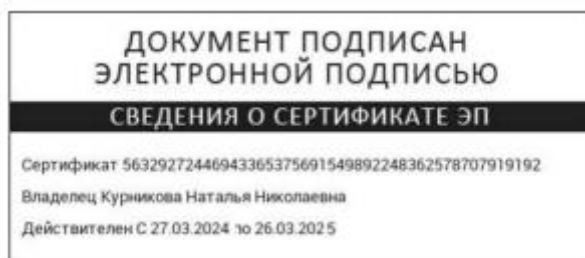 ДОКУМЕНТ ПОДПИСАН
ЭЛЕКТРОННОЙ ПОДПИСЬЮ
СВЕДЕНИЯ О СЕРТИФИКАТЕ ЭП
Сертификат 56329272446943365375691549892248362578707919192
Владелец Курникова Наталья Николаевна
Действителен С 27.03.2024 по 26.03.2025